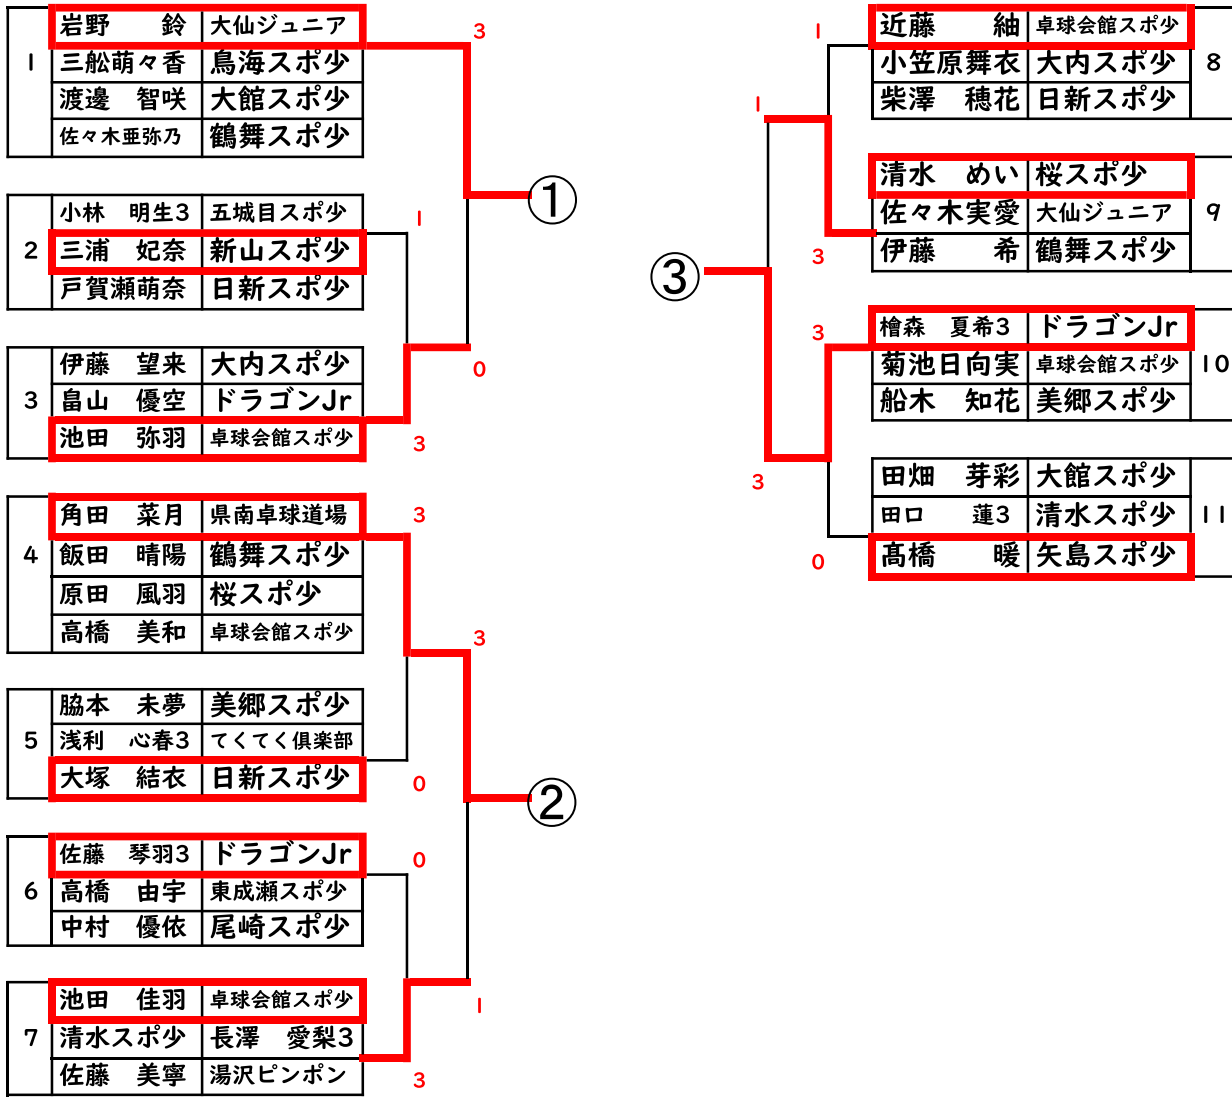 1
岩野 鈴 大仙ジュニア
三舩萌々香 鳥海スポ少
渡邊 智咲 大館スポ少
佐々木亜弥乃 鶴舞スポ少
3
①
2
小林 明生3 五城目スポ少
三浦 妃奈 新山スポ少
戸賀瀬萌奈 日新スポ少
1
3
伊藤 望来 大内スポ少
畠山 優空 ドラゴンJr
池田 弥羽 卓球会館スポ少
0
3
4
角田 菜月 県南卓球道場
飯田 晴陽 鶴舞スポ少
原田 風羽 桜スポ少
高橋 美和 卓球会館スポ少
3
3
5
脇本 未夢 美郷スポ少
浅利 心春3 てくてく倶楽部
大塚 結衣 日新スポ少
0
②
6
佐藤 琴羽3 ドラゴンJr
高橋 由宇 東成瀬スポ少
中村 優依 尾崎スポ少
0
7
池田 佳羽 卓球会館スポ少
清水スポ少 長澤 愛梨3
佐藤 美寧 湯沢ピンポン
1
3
1
近藤 紬 卓球会館スポ少
小笠原舞衣 大内スポ少
柴澤 穂花 日新スポ少
8
1
清水 めい 桜スポ少
佐々木実愛 大仙ジュニア
伊藤 希 鶴舞スポ少
9
3
③
3
檜森 夏希3 ドラゴンJr
菊池日向実 卓球会館スポ少
船木 知花 美郷スポ少
10
3
田畑 芽彩 大館スポ少
田口 蓮3 清水スポ少
髙橋 暖 矢島スポ少
11
0